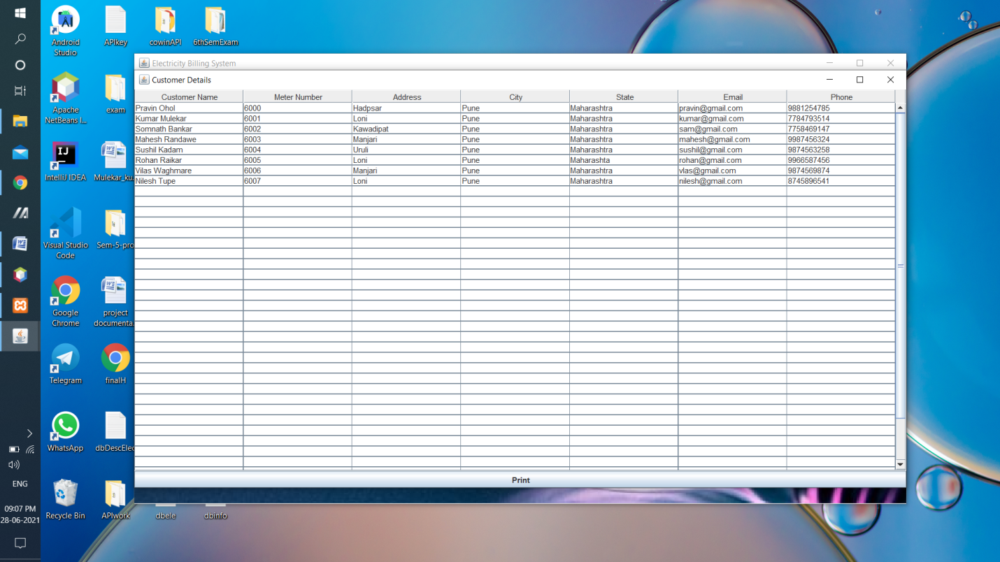 Android
Studio
APIkey
cowinAPI
6thSemExam
Electricity Billing System
Customer Details
Customer Name Meter Number Address City State Email Phone
Pravin Ohol 6000 Hadpsar Pune Maharashtra pravin@gmail.com 9881254785
Kumar Mulekar 6001 Loni Pune Maharashtra kumar@gmail.com 7784793514
Somnath Bankar 6002 Kawadipat Pune Maharashtra sam@gmail.com 7758469147
Mahesh Randawe 6003 Manjari Pune Maharashtra mahesh@gmail.com 9987456324
Sushil Kadam 6004 Uruli Pune Maharashtra sushil@gmail.com 9874563258
Rohan Raikar 6005 Loni Pune Maharashta rohan@gmail.com 9966587456
Vilas Waghmare 6006 Manjari Pune Maharashtra vlas@gmail.com 9874569874
Nilesh Tupe 6007 Loni Pune Maharashtra nilesh@gmail.com 8745896541
Print
Apache
NetBeans I...
exam
IJ
IntelliJ IDEA
Mulekar_ku
Visual Studio
Code
Sem-5-pro
Google
Chrome
project
documenta
Telegram
finalH
WhatsApp
dbDescElec
Recycle Bin
APIwork
dbele
dbinfo
ENG
09:07 PM
28-06-2021